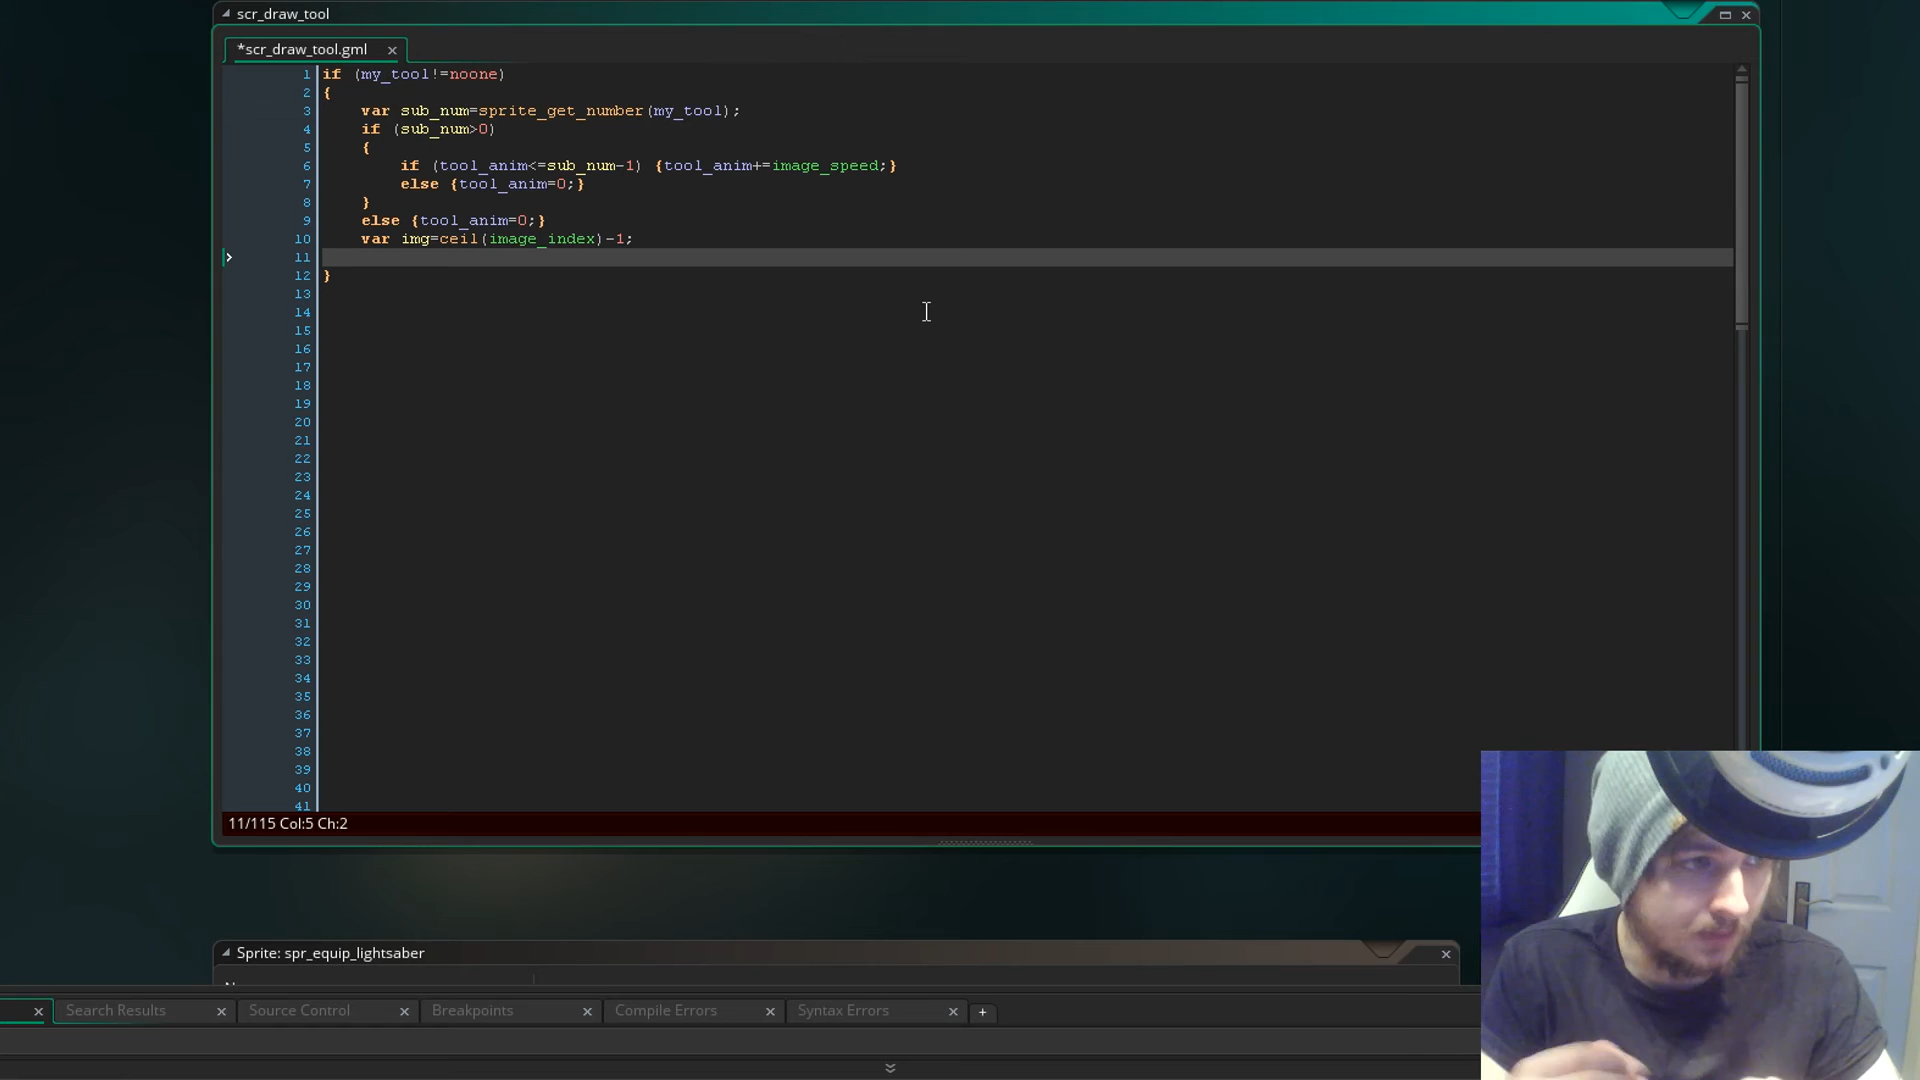 scr_draw_tool
*scr_draw_tool.gml
1 if (my_tool!=noone)
2 {
3 var sub_num=sprite_get_number(my_tool);
4 if (sub_num>0)
5 {
6 if (tool_anim<=sub_num-1) {tool_anim+=image_speed;}
7 else {tool_anim=0;}
8 }
9 else {tool_anim=0;}
10 var img=ceil(image_index)-1;
11
12 }
13
14
15
16
17
18
19
20
21
22
23
24
25
26
27
28
29
30
31
32
33
34
35
36
37
38
39
40
41
11/115 Col:5 Ch:2
Sprite: spr_equip_lightsaber
Search Results Source Control Breakpoints Compile Errors Syntax Errors +